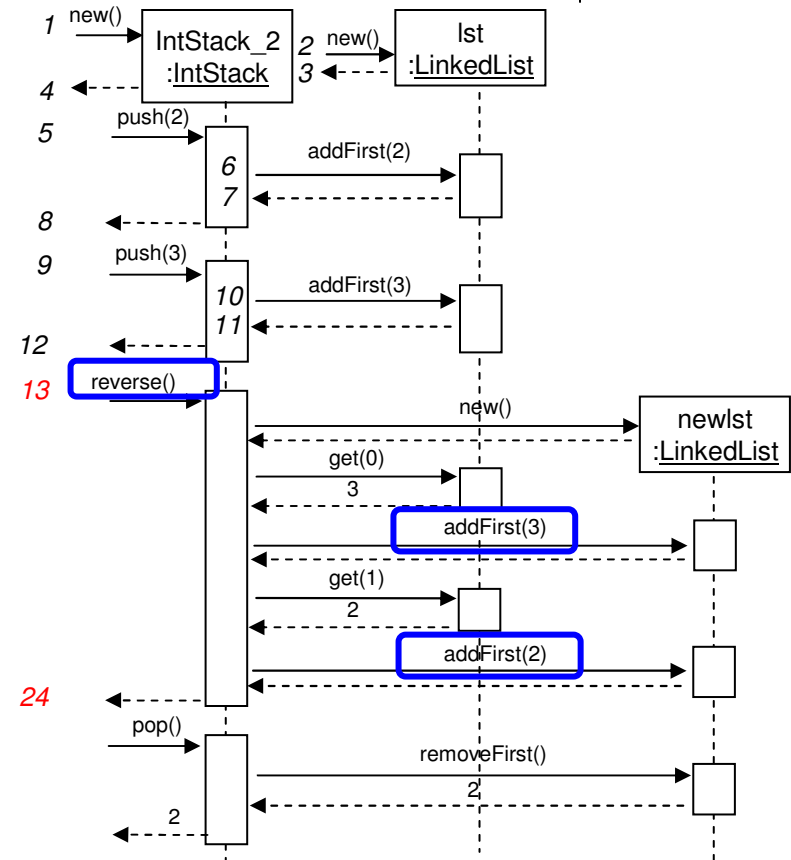 1 new()
IntStack_2
:IntStack
2 new()
3
lst
:LinkedList
4
5 push(2)
6 addFirst(2)
7
8
9 push(3)
10 addFirst(3)
11
12
13 reverse()
new()
newlst
:LinkedList
get(0)
3
addFirst(3)
get(1)
2
addFirst(2)
24
pop()
removeFirst()
2
2